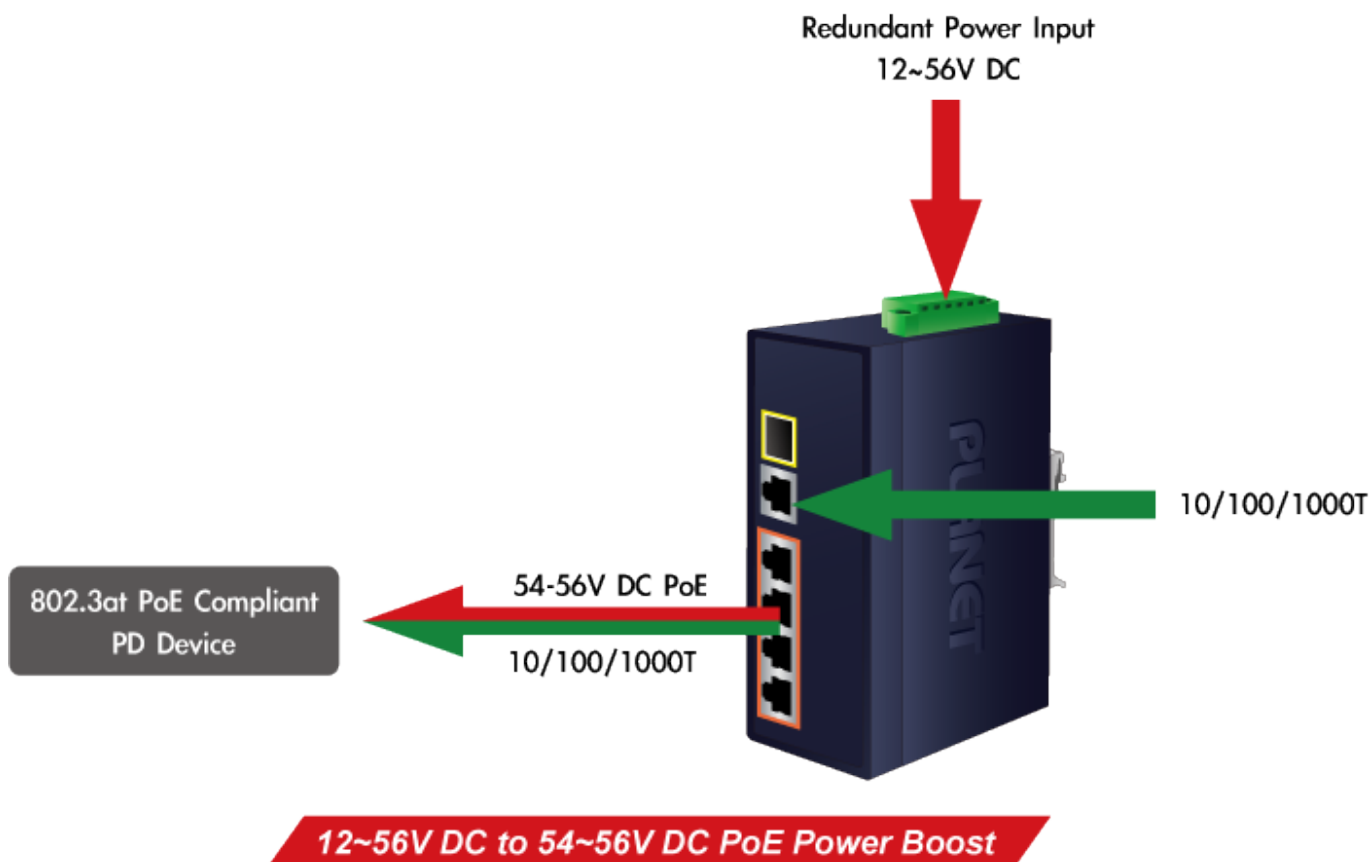 Redundant Power Input
12~56V DC
PLANET
10/100/1000T
54-56V DC PoE
10/100/1000T
802.3at PoE Compliant
PD Device
12~56V DC to 54~56V DC PoE Power Boost